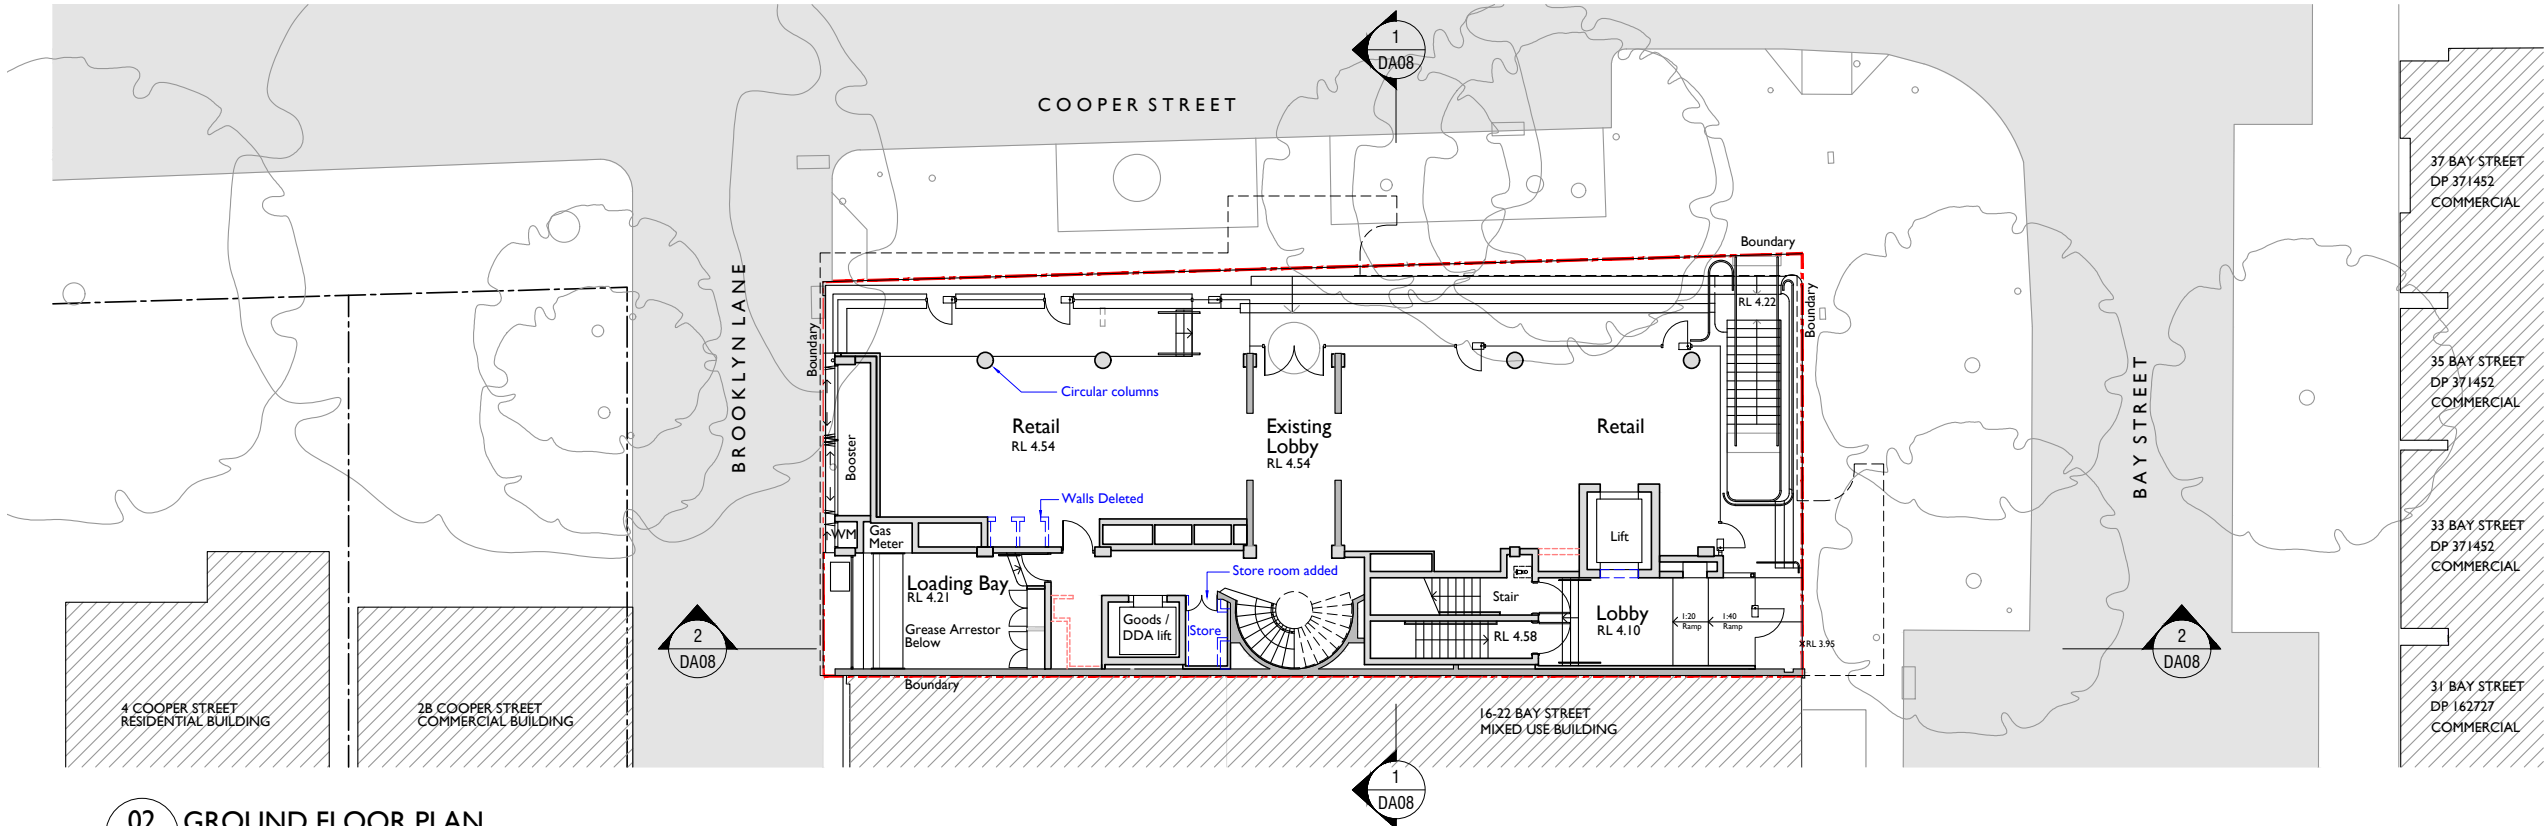 1
DA08
COOPER STREET
37 BAY STREET
DP 371452
COMMERCIAL
Boundary
Boundary
RL 4.22
BROOKLYN LANE
Boundary
Circular columns
35 BAY STREET
DP 371452
COMMERCIAL
BAY STREET
Retail
RL 4.54
Existing
Lobby
RL 4.54
Retail
Booster
Walls Deleted
WM
Gas
Meter
Lift
33 BAY STREET
DP 371452
COMMERCIAL
Loading Bay
RL 4.21
Store room added
Stair
Goods /
DDA lift
Store
Lobby
RL 4.10
1:20
Ramp
1:40
Ramp
Grease Arrestor
Below
RL 4.58
XRL 3.95
2
DA08
2
DA08
Boundary
4 COOPER STREET
RESIDENTIAL BUILDING
2B COOPER STREET
COMMERCIAL BUILDING
16-22 BAY STREET
MIXED USE BUILDING
31 BAY STREET
DP 162727
COMMERCIAL
1
DA08
02
GROUND FLOOR PLAN